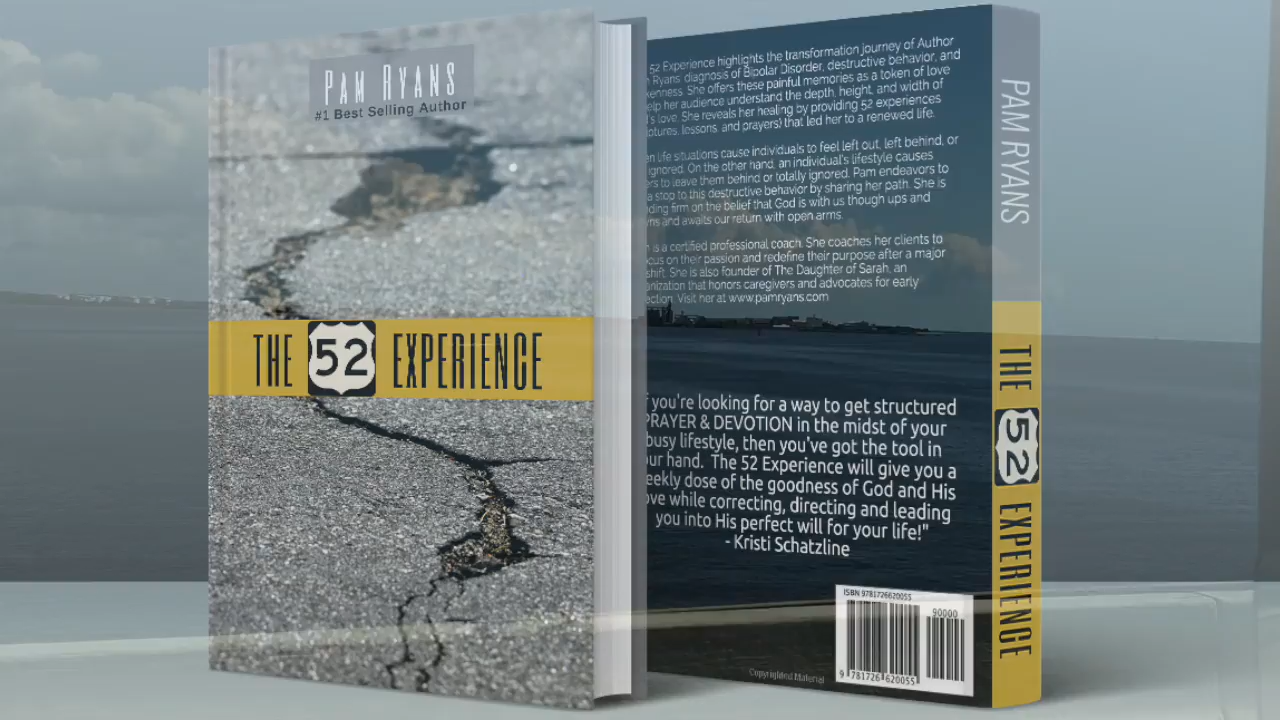 PAM RYANS
#1 Best Selling Author
THE 52 EXPERIENCE
52 Experience highlights the transformation journey of Author
Ryans: diagnosis of Bipolar Disorder, destructive behavior, and
She offers these painful memories as a token of love
her audience understand the depth, height, and width of
love. She reveals her healing by providing 52 experiences
lessons, and prayers) that led her to a renewed life.
life situations cause individuals to feel left out, left behind, or
ignored. On the other hand, an individual's lifestyle causes
to leave them behind or totally ignored. Pam endeavors to
a stop to this destructive behavior by sharing her path. She is
firm on the belief that God is with us though ups and
and awaits our return with open arms.
is a certified professional coach. She coaches her clients to
on their passion and redefine their purpose after a major
shift. She is also founder of The Daughter of Sarah, an
that honors caregivers and advocates for early
Visit her at www.pamryans.com
f you're looking for a way to get structured
PRAYER & DEVOTION in the midst of your
busy lifestyle, then you've got the tool in
our hand. The 52 Experience will give you a
eekly dose of the goodness of God and His
ove while correcting, directing and leading
you into His perfect will for your life!"
- Kristi Schatzline
ISBN 9781726620055
90000
9 781726 620055
Copyrighted Material
PAM RYANS
THE 52 EXPERIENCE